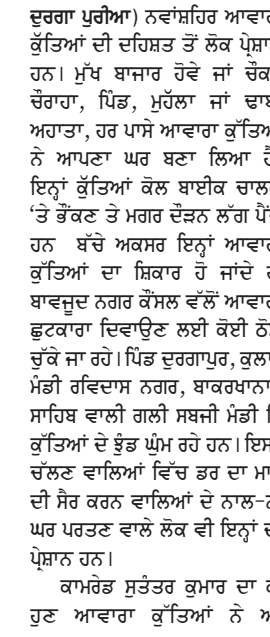 ਦੁਰਗਾ ਪੁਰੀਆ) ਨਵਾਂਸ਼ਹਿਰ ਆਵਾਰ
ਕੁੱਤਿਆਂ ਦੀ ਦਹਿਸ਼ਤ ਤੋਂ ਲੋਕ ਪ੍ਰੇਸ਼ਾ
ਹਨ। ਮੁੱਖ ਬਾਜਾਰ ਹੋਵੇ ਜਾਂ ਚੌਕ
ਚੌਰਾਹਾ, ਪਿੰਡ, ਮੁਹੱਲਾ ਜਾਂ ਢਾਬ
ਅਹਾਤਾ, ਹਰ ਪਾਸੇ ਆਵਾਰਾ ਕੁੱਤਿਆ
ਨੇ ਆਪਣਾ ਘਰ ਬਣਾ ਲਿਆ ਹੈ
ਇਨ੍ਹਾਂ ਕੁੱਤਿਆਂ ਕੋਲ ਬਾਈਕ ਚਾਲ
‘ਤੇ ਭੌਂਕਣ ਤੇ ਮਗਰ ਦੌੜਨ ਲੱਗ ਪੈਂ
ਹਨ ਬੱਚੇ ਅਕਸਰ ਇਨ੍ਹਾਂ ਆਵਾਰ
ਕੁੱਤਿਆਂ ਦਾ ਸ਼ਿਕਾਰ ਹੋ ਜਾਂਦੇ
ਬਾਵਜੂਦ ਨਗਰ ਕੌਂਸਲ ਵੱਲੋਂ ਆਵਾਰ
ਛੁਟਕਾਰਾ ਦਿਵਾਉਣ ਲਈ ਕੋਈ ਠੋ
ਚੁੱਕੇ ਜਾ ਰਹੇ।ਪਿੰਡ ਦੁਰਗਾਪੁਰ, ਕੁਲਾ
ਮੰਡੀ ਰਵਿਦਾਸ ਨਗਰ, ਬਾਕਰਖਾਨਾ
ਸਾਹਿਬ ਵਾਲੀ ਗਲੀ ਸਬਜੀ ਮੰਡੀ
ਕੁੱਤਿਆਂ ਦੇ ਝੁੰਡ ਘੁੰਮ ਰਹੇ ਹਨ।ਇਸ
ਚੱਲਣ ਵਾਲਿਆਂ ਵਿੱਚ ਡਰ ਦਾ ਮਾ
ਦੀ ਸੈਰ ਕਰਨ ਵਾਲਿਆਂ ਦੇ ਨਾਲ-ਨ
ਘਰ ਪਰਤਣ ਵਾਲੇ ਲੋਕ ਵੀ ਇਨ੍ਹਾਂ
ਪ੍ਰੇਸ਼ਾਨ ਹਨ।
ਕਾਮਰੇਡ ਸੁਤੰਤਰ ਕੁਮਾਰ ਦਾ
ਹੁਣ ਆਵਾਰਾ ਕੁੱਤਿਆਂ ਨੇ